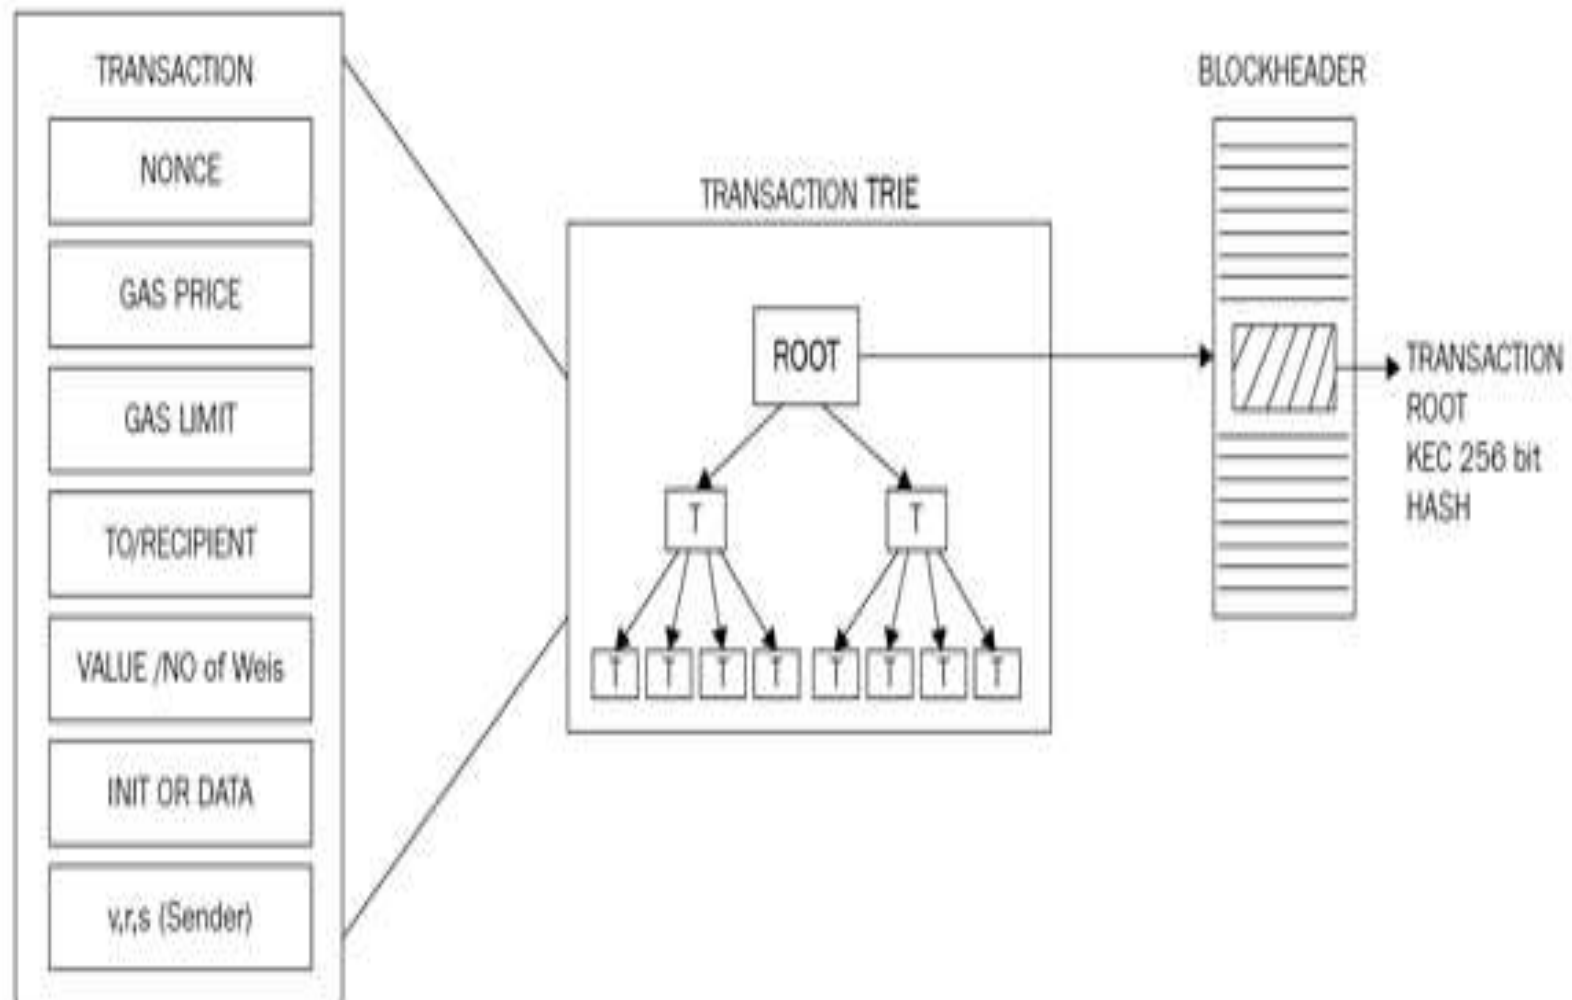 TRANSACTION
NONCE
GAS PRICE
GAS LIMIT
TO/RECIPIENT
VALUE /NO of Weis
INIT OR DATA
v,r,s (Sender)
TRANSACTION TRIE
ROOT
T T
T T T T T T T T
BLOCKHEADER
TRANSACTION
ROOT
KEC 256 bit
HASH